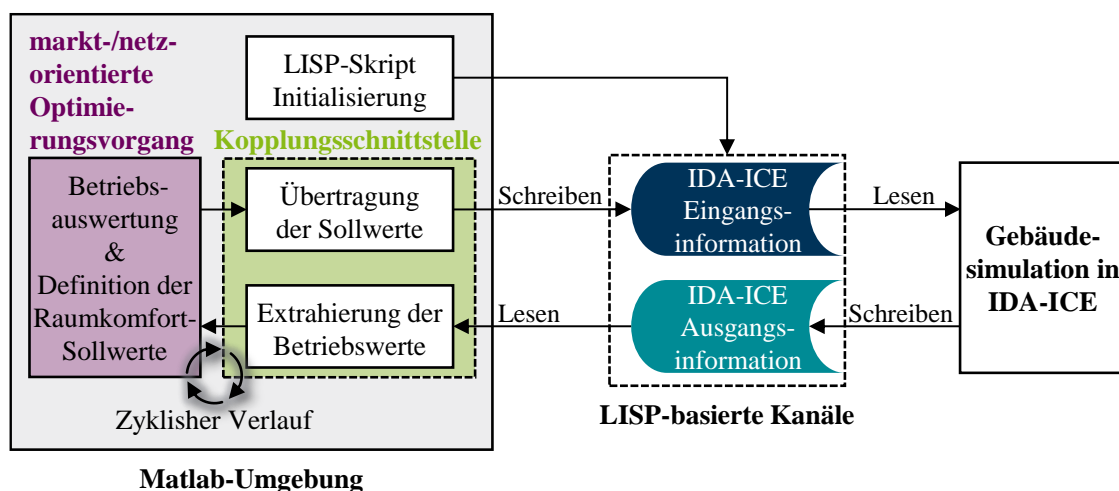 markt-/netz-
orientierte
Optimie-
rungsvorgang
LISP-Skript
Initialisierung
Kopplungsschnittstelle
Betriebs-
auswertung
&
Definition der
Raumkomfort-
Sollwerte
Übertragung
der Sollwerte
Extrahierung der
Betriebswerte
Zyklisher Verlauf
Matlab-Umgebung
Schreiben
Lesen
IDA-ICE
Eingangs-
information
IDA-ICE
Ausgangs-
information
LISP-basierte Kanäle
Lesen
Schreiben
Gebäude-
simulation in
IDA-ICE